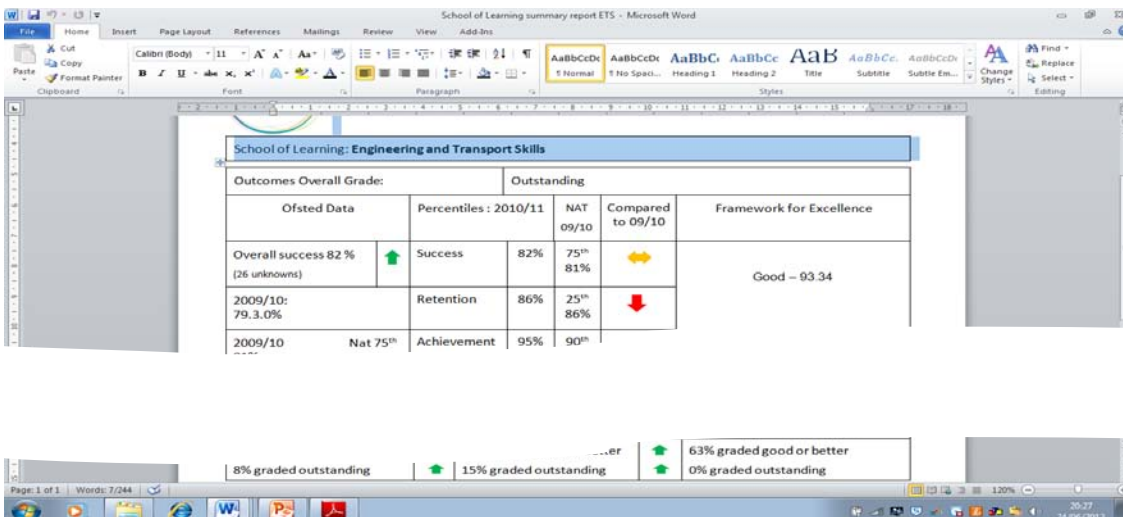 School of Learning summary report ETS - Microsoft Word
File Home Insert Page Layout References Mailings Review View Add-Ins
Paste
Cut
Copy
Format Painter
Clipboard
Calibri (Body) 11
B I U abc
Font
Paragraph
AaBbCcDc AaBbCcDc AaBbC AaBbCc AaB AaBbCc. AaBbCcDc
¶ Normal ¶ No Spaci... Heading 1 Heading 2 Title Subtitle Subtle Em...
Change Styles
Styles
Find
Replace
Select
Editing
School of Learning: Engineering and Transport Skills
Outcomes Overall Grade: Outstanding
Ofsted Data Percentiles : 2010/11 NAT 09/10 Compared to 09/10 Framework for Excellence
Overall success 82 % (26 unknowns) Success 82% 75th 81% Good – 93.34
2009/10: 79.3.0% Retention 86% 25th 86%
2009/10 Nat 75th Achievement 95% 90th
63% graded good or better
8% graded outstanding 15% graded outstanding 0% graded outstanding
Page: 1 of 1 Words: 7/244 120%
20:27